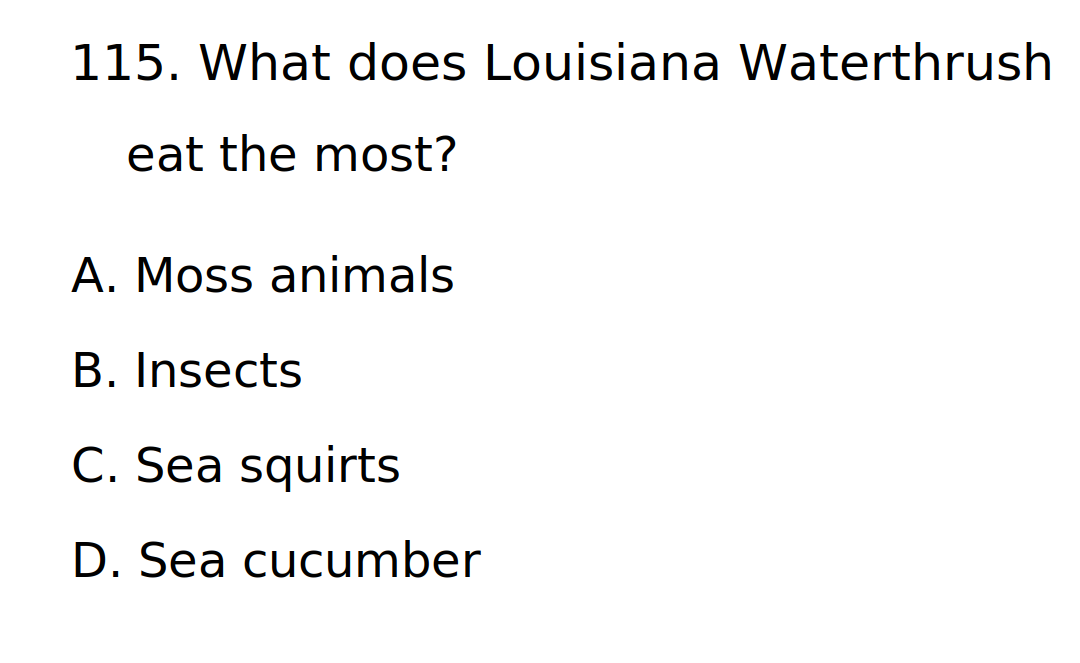 115. What does Louisiana Waterthrush
eat the most?
A. Moss animals
B. Insects
C. Sea squirts
D. Sea cucumber